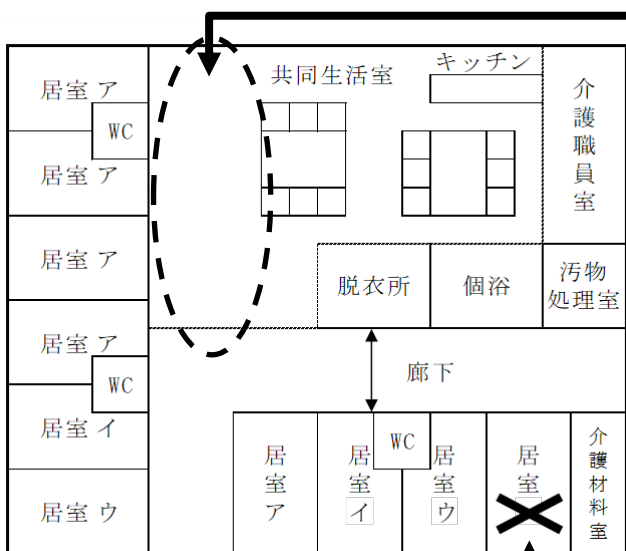 共同生活室
キッチン
介護職員室
居室 ア
WC
居室 ア
居室 ア
脱衣所
個浴
汚物
処理室
居室 ア
WC
廊下
居室 イ
居室 ウ
居室ア
居室イ
WC
居室ウ
居室
介護材料室